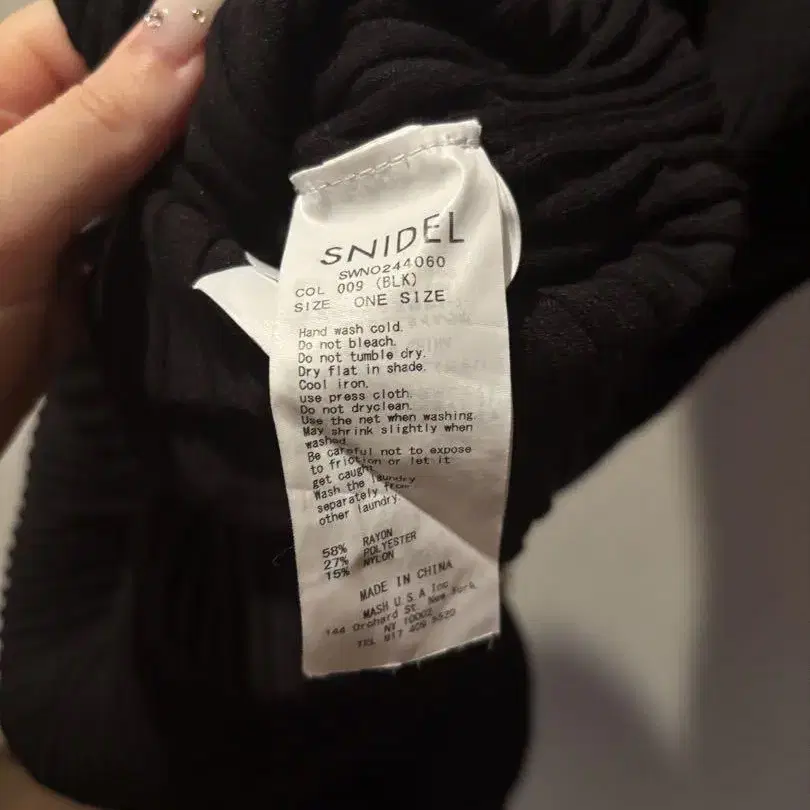 SNIDEL
SWNO244060
COL 009 (BLK)
SIZE ONE SIZE
Hand wash cold.
Do not bleach.
Do not tumble dry.
Dry flat in shade.
Cool iron.
use press cloth.
Do not dryclean.
Use the net when washing.
May shrink slightly when
washed
Be careful not to expose
to friction or let it
get caught
Wash the laundry
separately from
other laundry.
58% RAYON
27% POLYESTER
15% NYLON
MADE IN CHINA
MASH U.S.A Inc
144 Orchard St. New York
NY 10002
TEL 917 409 5520